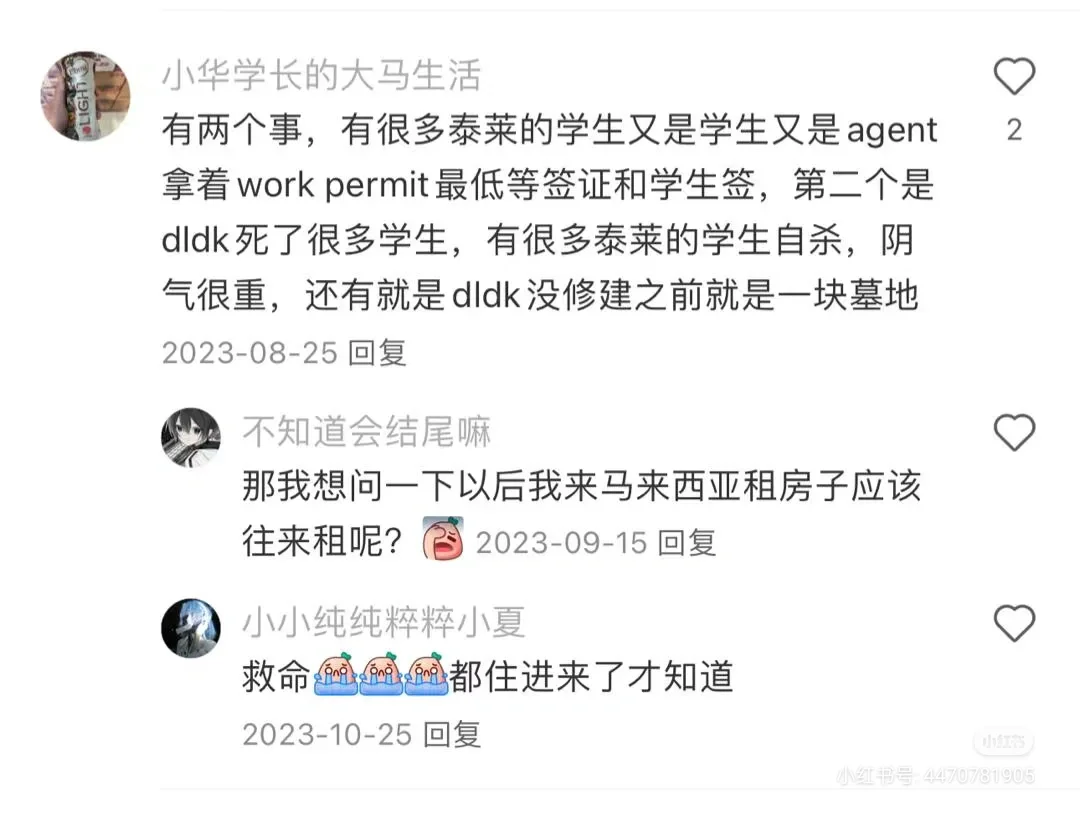 小华学长的大马生活
有两个事，有很多泰莱的学生又是学生又是agent
2
拿着work permit最低等签证和学生签，第二个是
dldk死了很多学生，有很多泰莱的学生自杀，阴
气很重，还有就是dldk没修建之前就是一块墓地
2023-08-25 回复
不知道会结尾嘛
那我想问一下以后我来马来西亚租房子应该
往来租呢？ 2023-09-15 回复
小小纯纯粹粹小夏
救命都住进来了才知道
2023-10-25 回复
小红书
小红书号: 4470781905